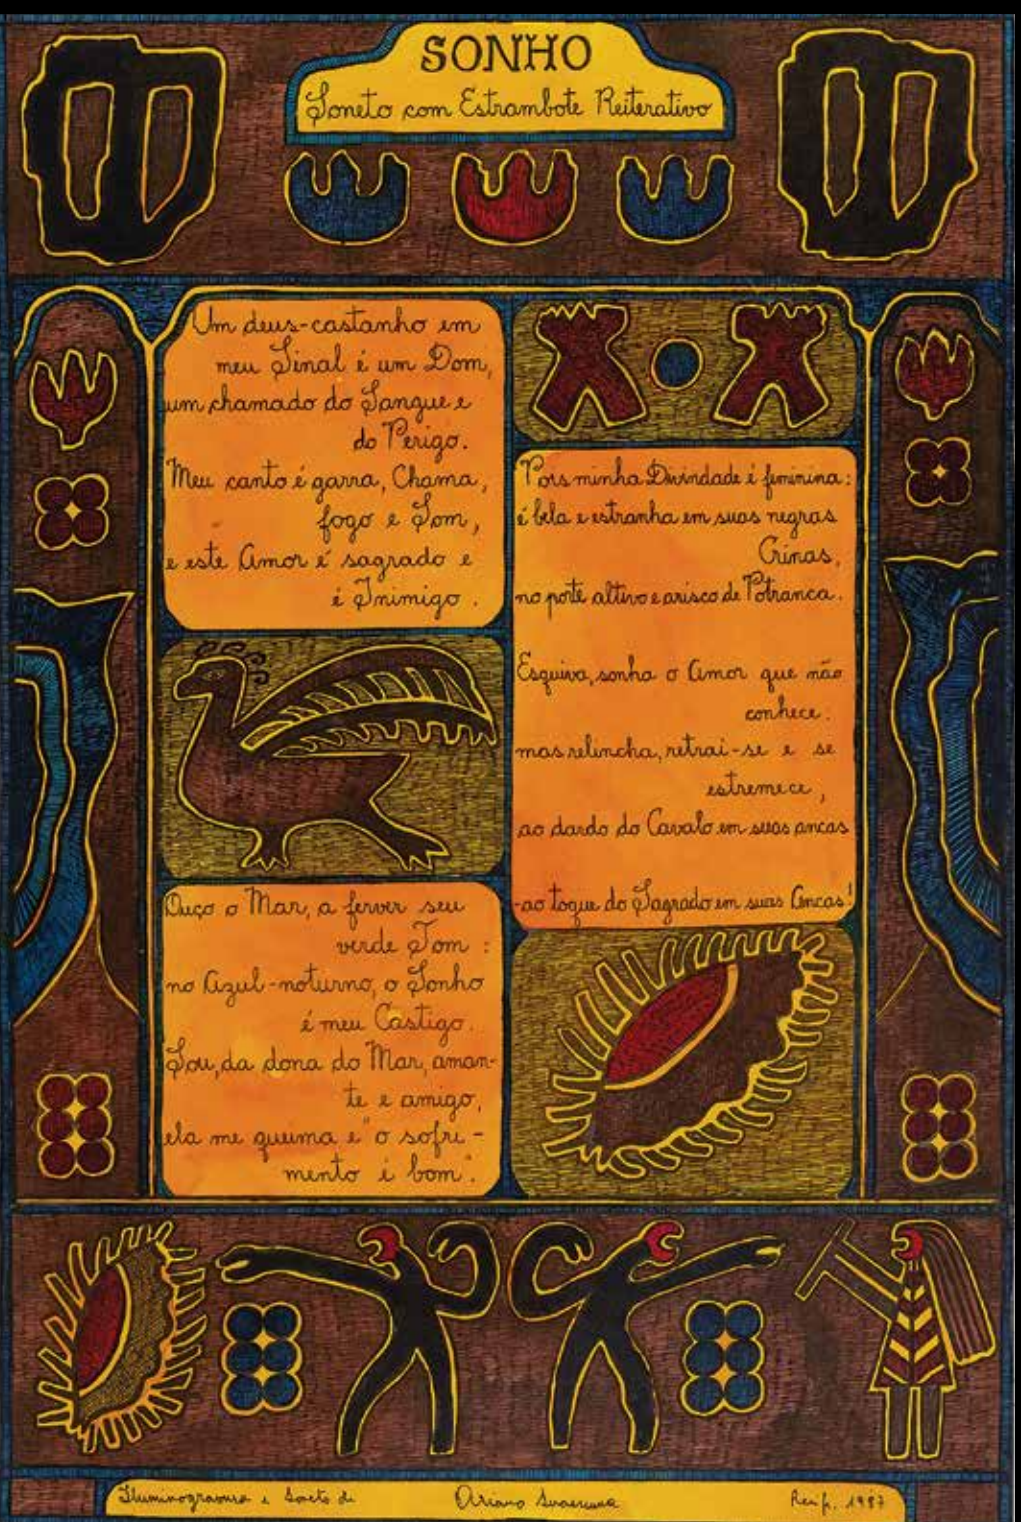 SONHO
Soneto com Estrambote Reiterativo
Um deus-castanho em
meu Sinal é um Dom,
um chamado do Sangue e
do Perigo.
Meu canto é garra, Chama,
fogo e Som,
e este Amor é sagrado e
é Inimigo.
Ouço o Mar, a ferver seu
verde Tom:
no Azul-noturno, o Sonho
é meu Castigo.
Sou, da dona do Mar, aman-
te e amigo,
ela me queima e "o sofri-
mento é bom".
Pois minha Divindade é feminina:
é bela e estranha em suas negras
Crinas,
no porte altivo e arisco de Potranca.
Esquiva, sonha o Amor que não
conhece:
mas relincha, retrai-se e se
estremece,
ao dardo do Cavalo em suas ancas
-ao toque do Sagrado em suas Ancas!
Iluminogravura e Soneto de Ariano Suassuna Recife, 1987